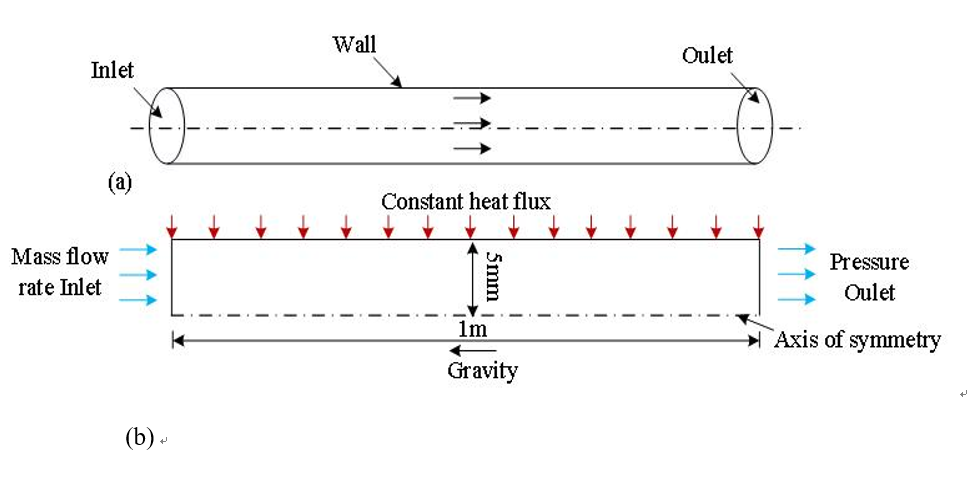 Wall
Inlet
Oulet
(a)
Constant heat flux
Mass flow
rate Inlet
5mm
Pressure
Oulet
1m
Axis of symmetry
Gravity
(b)